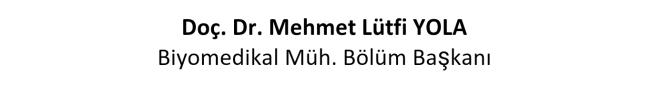 Doç. Dr. Mehmet Lütfi YOLA
Biyomedikal Müh. Bölüm Başkanı